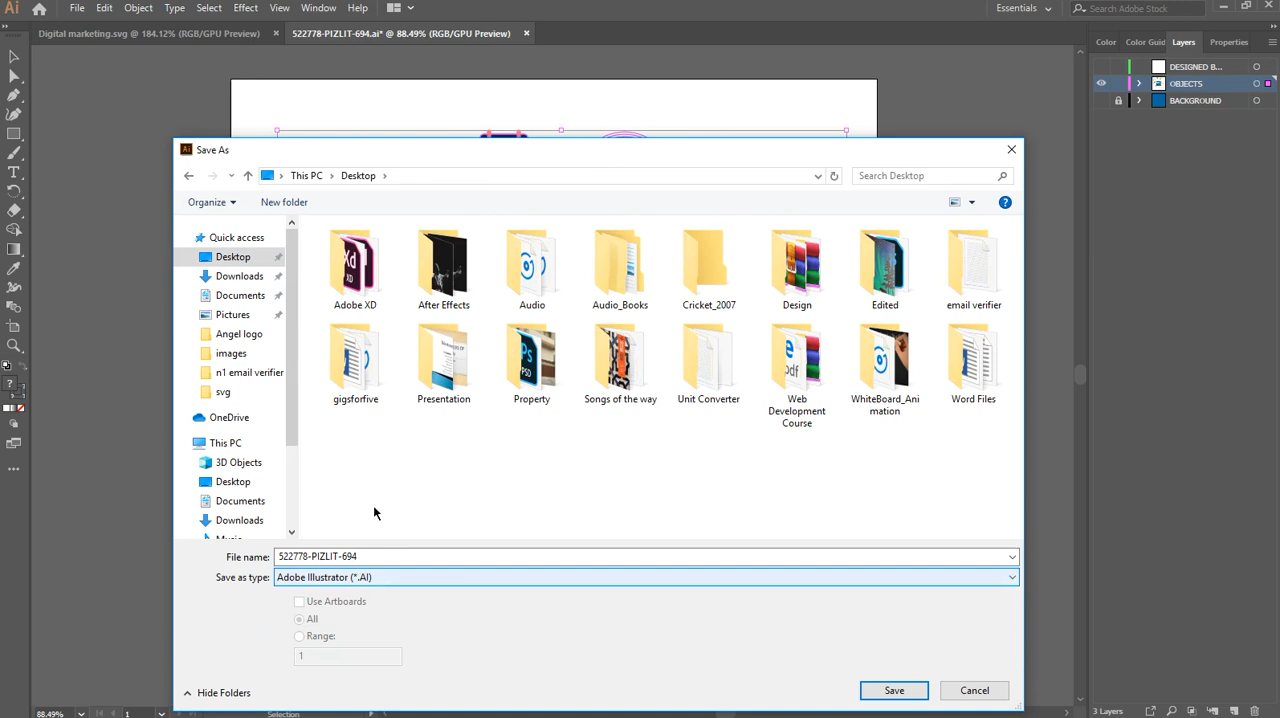 Ai File Edit Object Type Select Effect View Window Help Essentials Search Adobe Stock
Digital marketing.svg @ 184.12% (RGB/GPU Preview) × 522778-PIZLIT-694.ai* @ 88.49% (RGB/GPU Preview) ×
Color Color Guid Layers Properties
DESIGNED B...
OBJECTS
BACKGROUND
Ai Save As
This PC Desktop Search Desktop
Organize New folder
Quick access
Desktop
Downloads
Documents
Pictures
Angel logo
images
n1 email verifier
svg
OneDrive
This PC
3D Objects
Desktop
Documents
Downloads
Music
Adobe XD After Effects Audio Audio_Books Cricket_2007 Design Edited email verifier
gigsforfive Presentation Property Songs of the way Unit Converter Web WhiteBoard_Ani Word Files
Development mation
Course
File name: 522778-PIZLIT-694
Save as type: Adobe Illustrator (*.AI)
Use Artboards
All
Range:
1
Hide Folders Save Cancel
88.49% 1 Selection 3 Layers